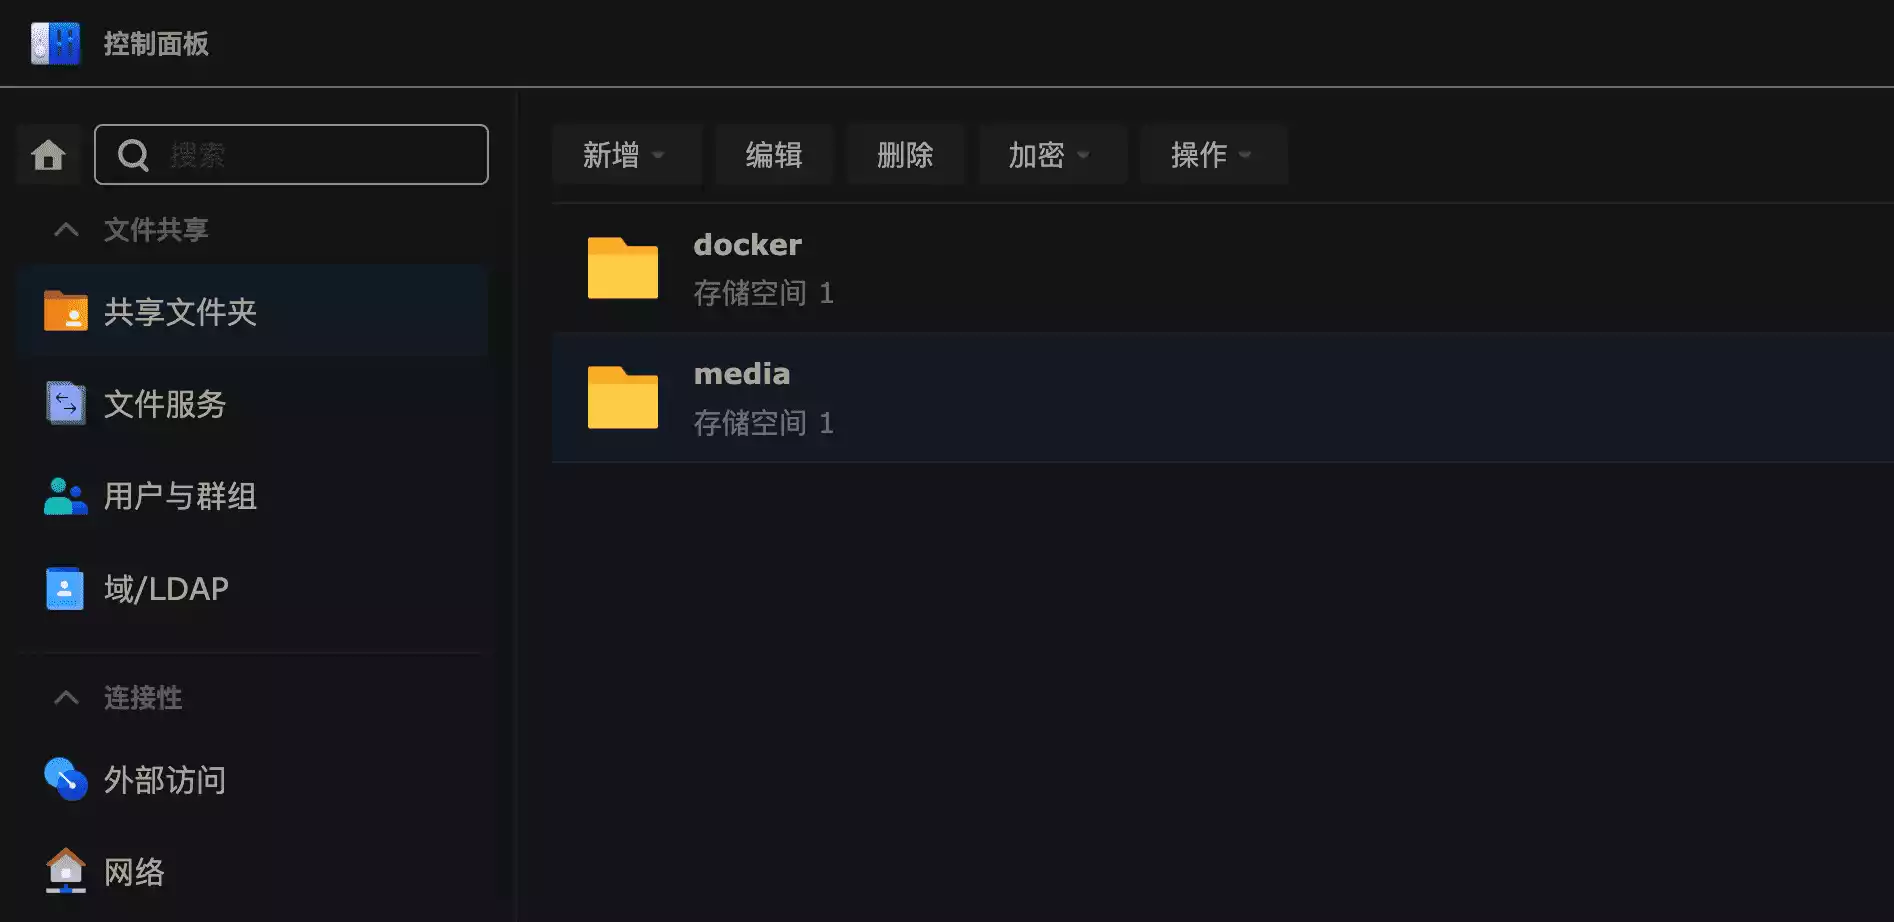 控制面板
搜索
文件共享
共享文件夹
文件服务
用户与群组
域/LDAP
连接性
外部访问
网络
新增 编辑 删除 加密 操作
docker
存储空间 1
media
存储空间 1